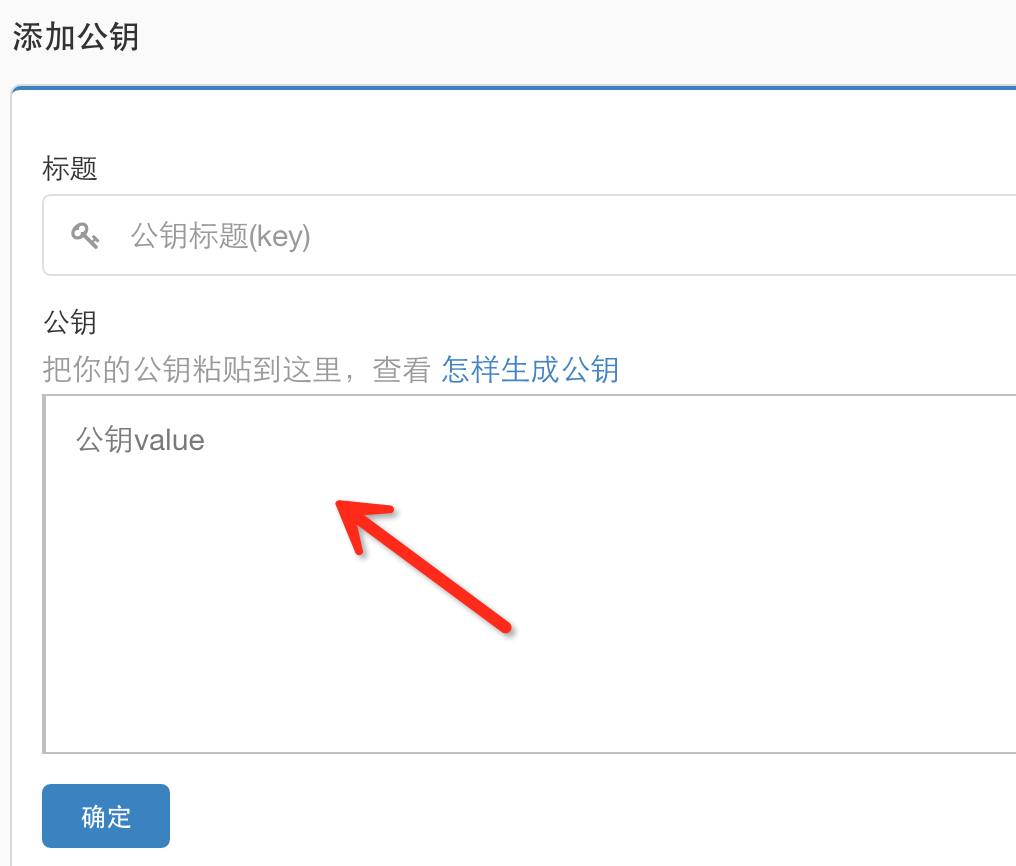 添加公钥
标题
公钥标题(key)
公钥
把你的公钥粘贴到这里，查看 怎样生成公钥
公钥value
确定